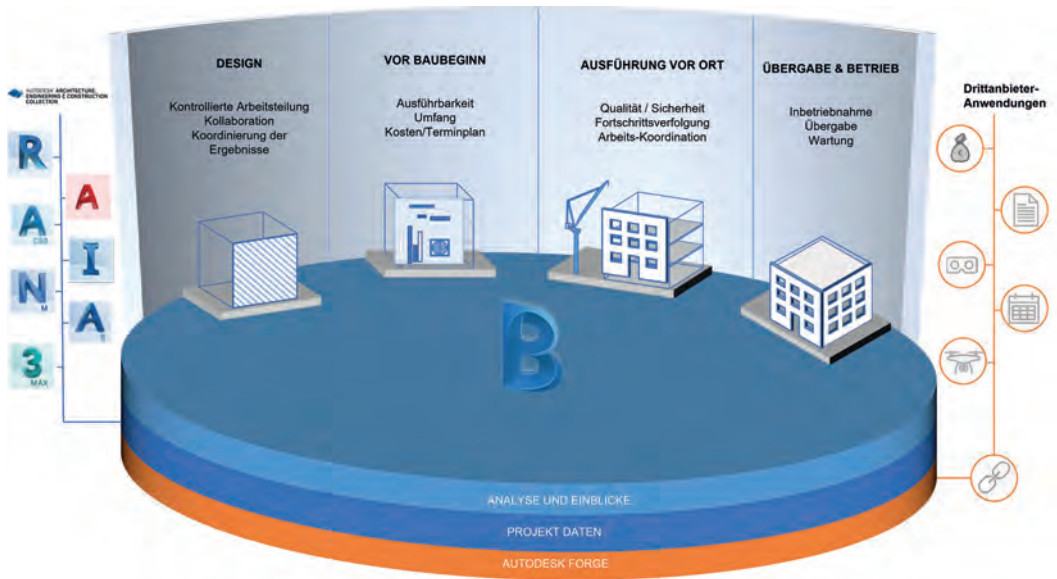 AUTODESK® ARCHITECTURE,
ENGINEERING & CONSTRUCTION
COLLECTION
R
A
A
C3D
I
N
M
A
3
MAX
DESIGN
Kontrollierte Arbeitsteilung
Kollaboration
Koordinierung der
Ergebnisse
VOR BAUBEGINN
Ausführbarkeit
Umfang
Kosten/Terminplan
AUSFÜHRUNG VOR ORT
Qualität / Sicherheit
Fortschrittsverfolgung
Arbeits-Koordination
ÜBERGABE & BETRIEB
Inbetriebnahme
Übergabe
Wartung
Drittanbieter-
Anwendungen
€
B
ANALYSE UND EINBLICKE
PROJEKT DATEN
AUTODESK FORGE